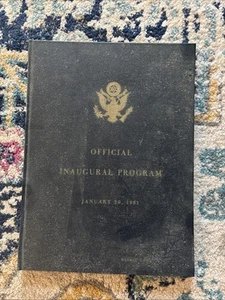 OFFICIAL
INAUGURAL PROGRAM
JANUARY 20, 1961